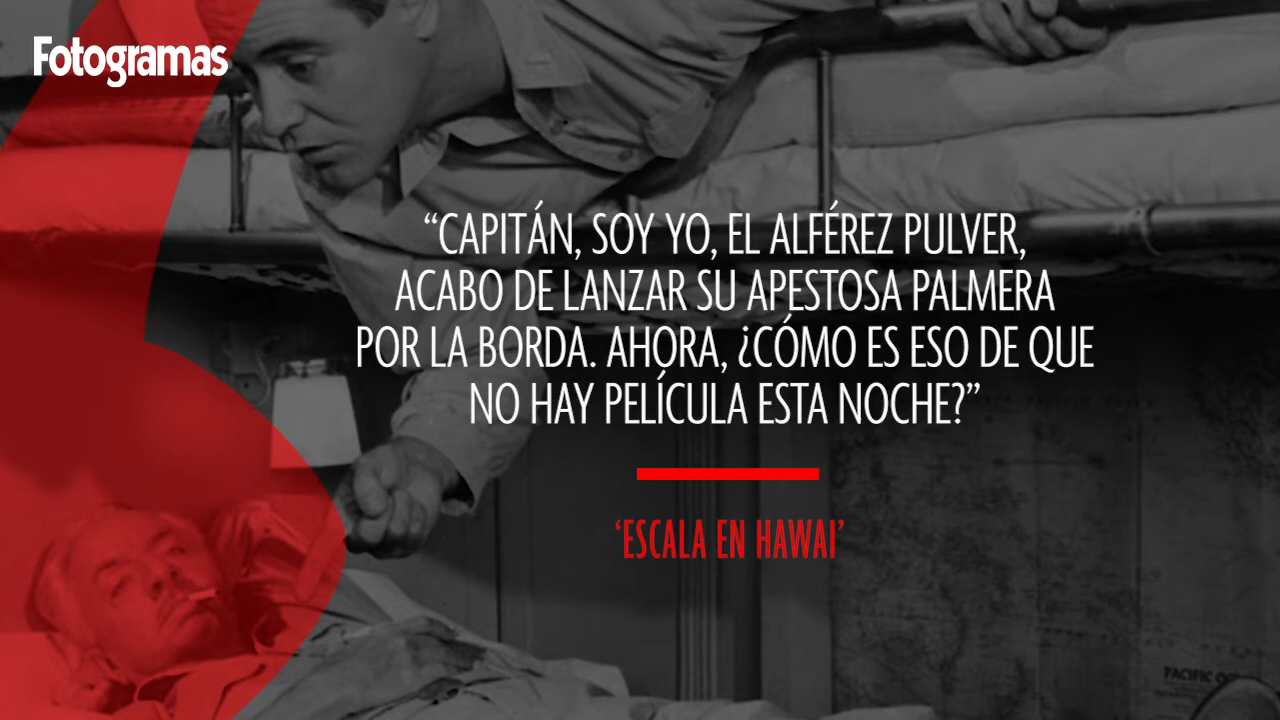 Fotogramas
“CAPITÁN, SOY YO, EL ALFÉREZ PULVER,
ACABO DE LANZAR SU APESTOSA PALMERA
POR LA BORDA. AHORA, ¿CÓMO ES ESO DE QUE
NO HAY PELÍCULA ESTA NOCHE?”
‘ESCALA EN HAWAI’
PACIFIC